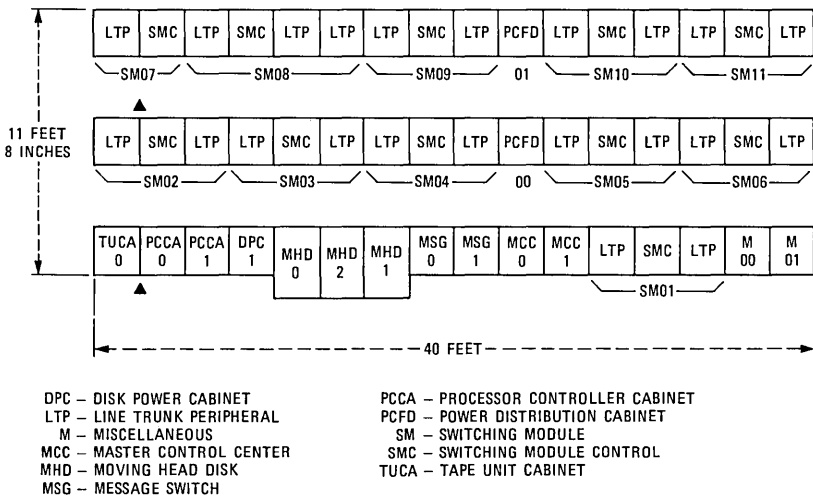 LTP SMC LTP SMC LTP LTP LTP SMC LTP PCFD LTP SMC LTP LTP SMC LTP
SM07 SM08 SM09 01 SM10 SM11
11 FEET
8 INCHES
LTP SMC LTP LTP SMC LTP LTP SMC LTP PCFD LTP SMC LTP LTP SMC LTP
SM02 SM03 SM04 00 SM05 SM06
TUCA 0 PCCA 0 PCCA 1 DPC 1 MHD 0 MHD 2 MHD 1 MSG 0 MSG 1 MCC 0 MCC 1 LTP SMC LTP M 00 M 01
SM01
40 FEET
DPC – DISK POWER CABINET
LTP – LINE TRUNK PERIPHERAL
M – MISCELLANEOUS
MCC – MASTER CONTROL CENTER
MHD – MOVING HEAD DISK
MSG – MESSAGE SWITCH
PCCA – PROCESSOR CONTROLLER CABINET
PCFD – POWER DISTRIBUTION CABINET
SM – SWITCHING MODULE
SMC – SWITCHING MODULE CONTROL
TUCA – TAPE UNIT CABINET